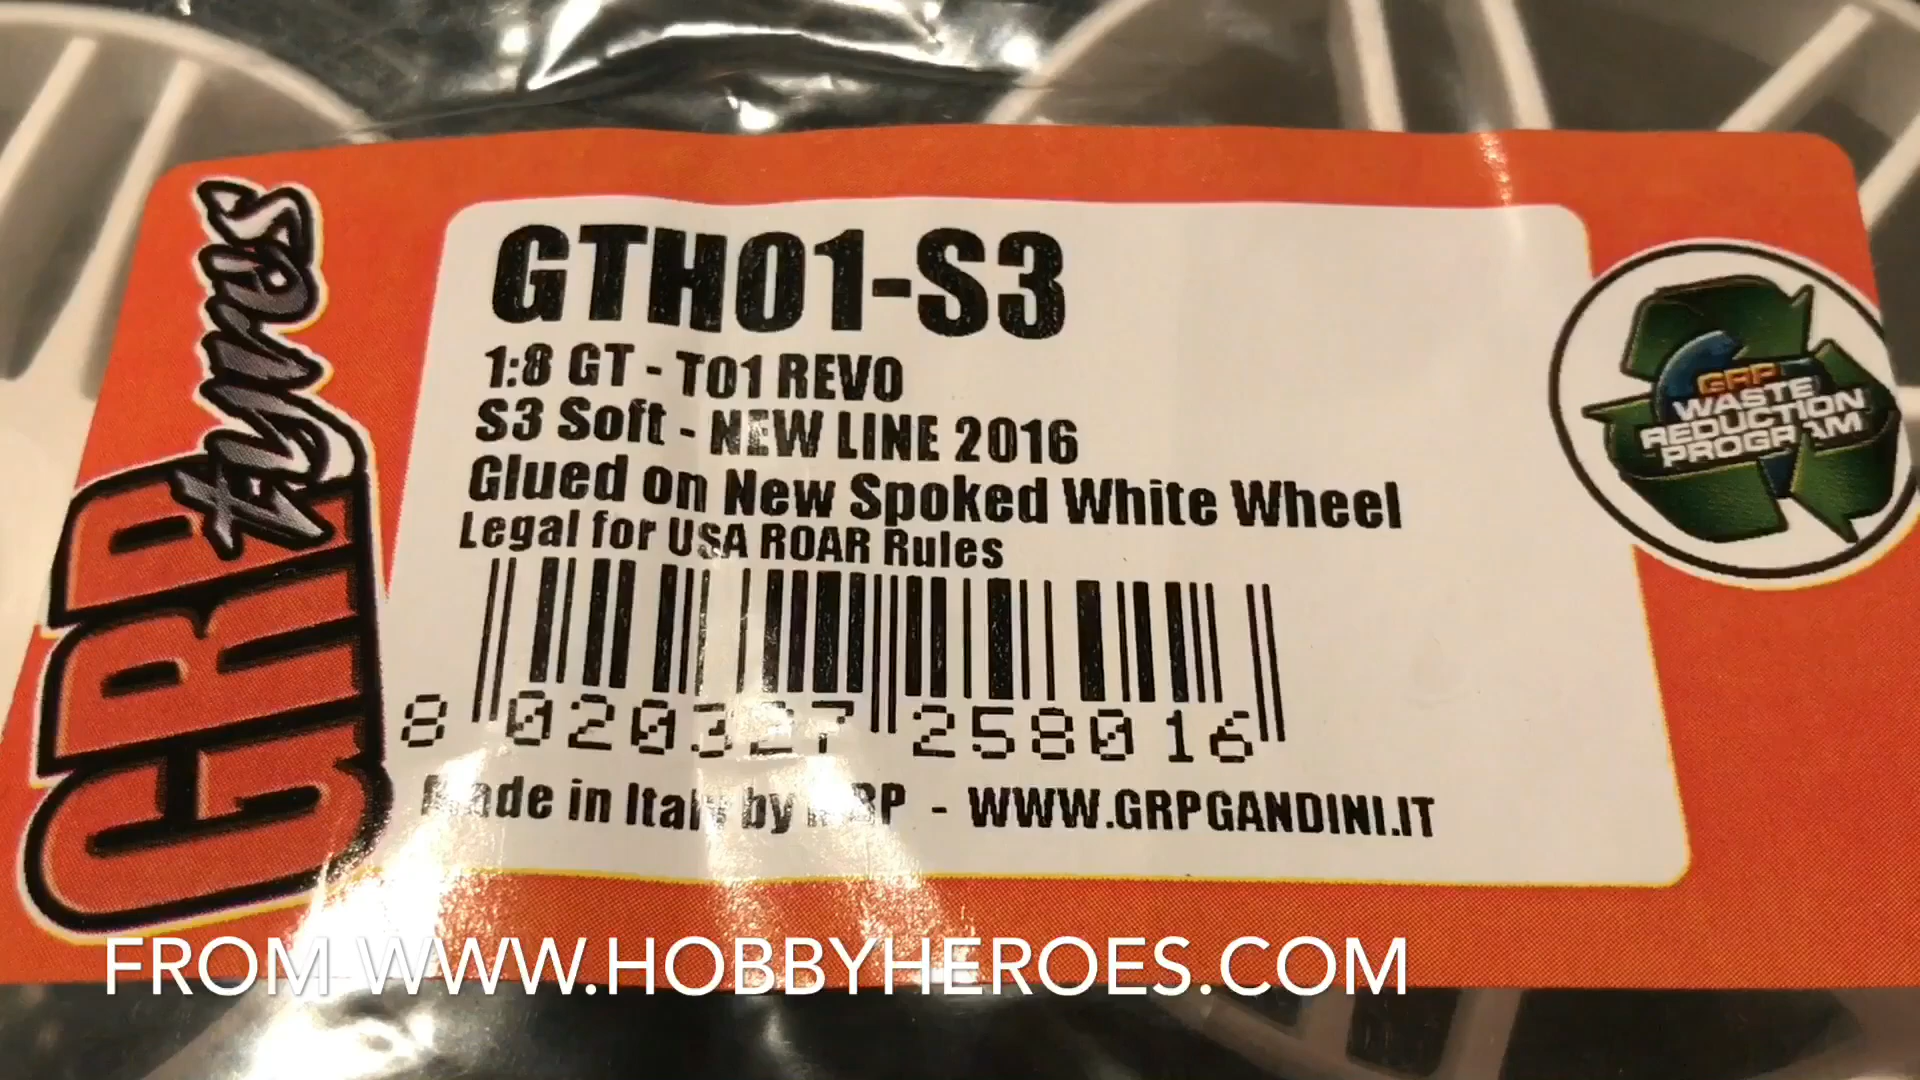 GRP tyres
GTH01-S3
1:8 GT - T01 REVO
S3 Soft - NEW LINE 2016
Glued on New Spoked White Wheel
Legal for USA ROAR Rules
8 020327 258016
Made in Italy by GRP - WWW.GRPGANDINI.IT
GRP
WASTE
REDUCTION
PROGRAM
FROM WWW.HOBBYHEROES.COM